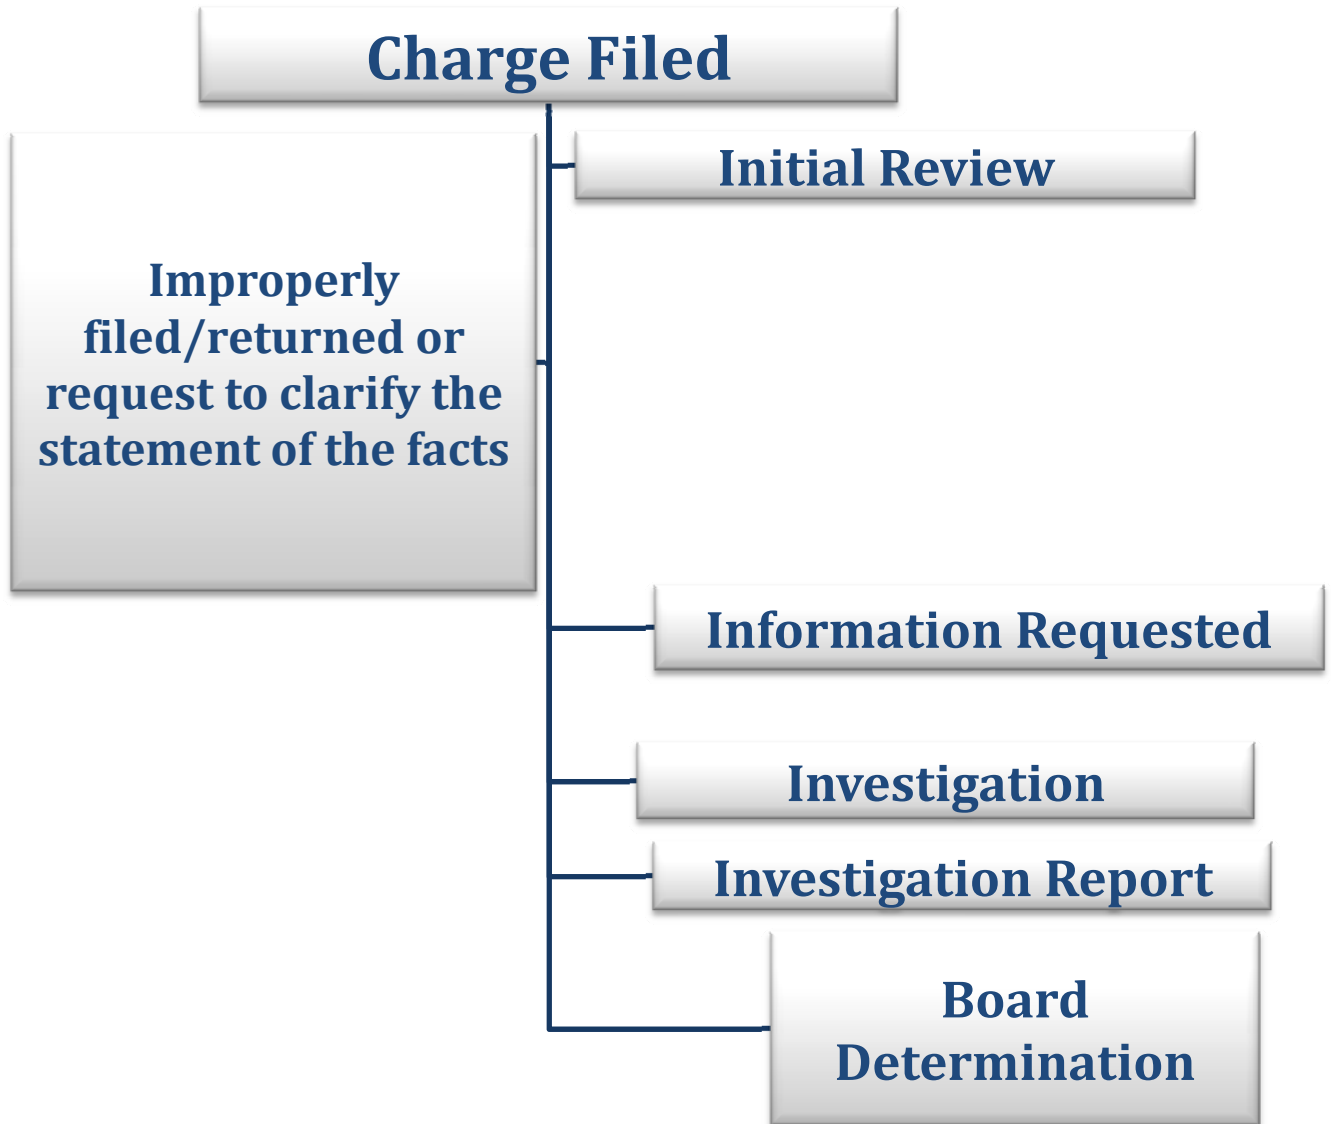 Charge Filed
Initial Review
Improperly
filed/returned or
request to clarify the
statement of the facts
Information Requested
Investigation
Investigation Report
Board
Determination